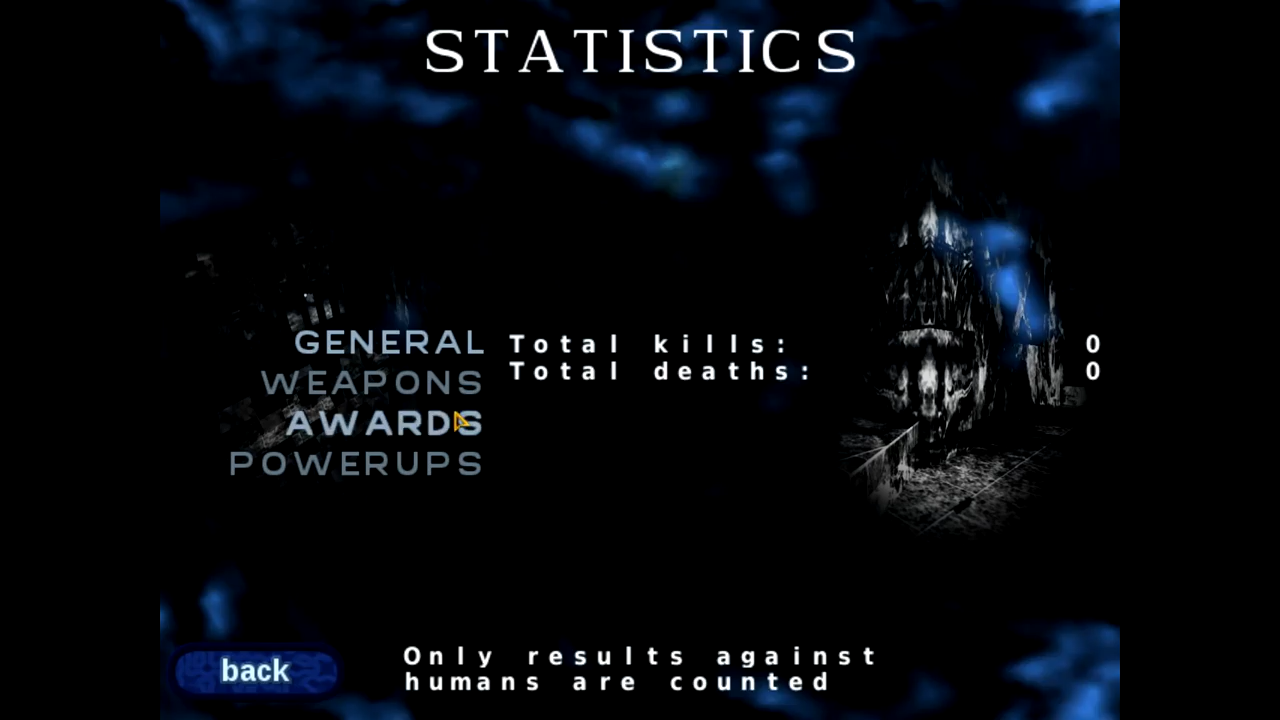 STATISTICS
GENERAL
WEAPONS
AWARDS
POWERUPS
Total kills: 0
Total deaths: 0
back
Only results against
humans are counted